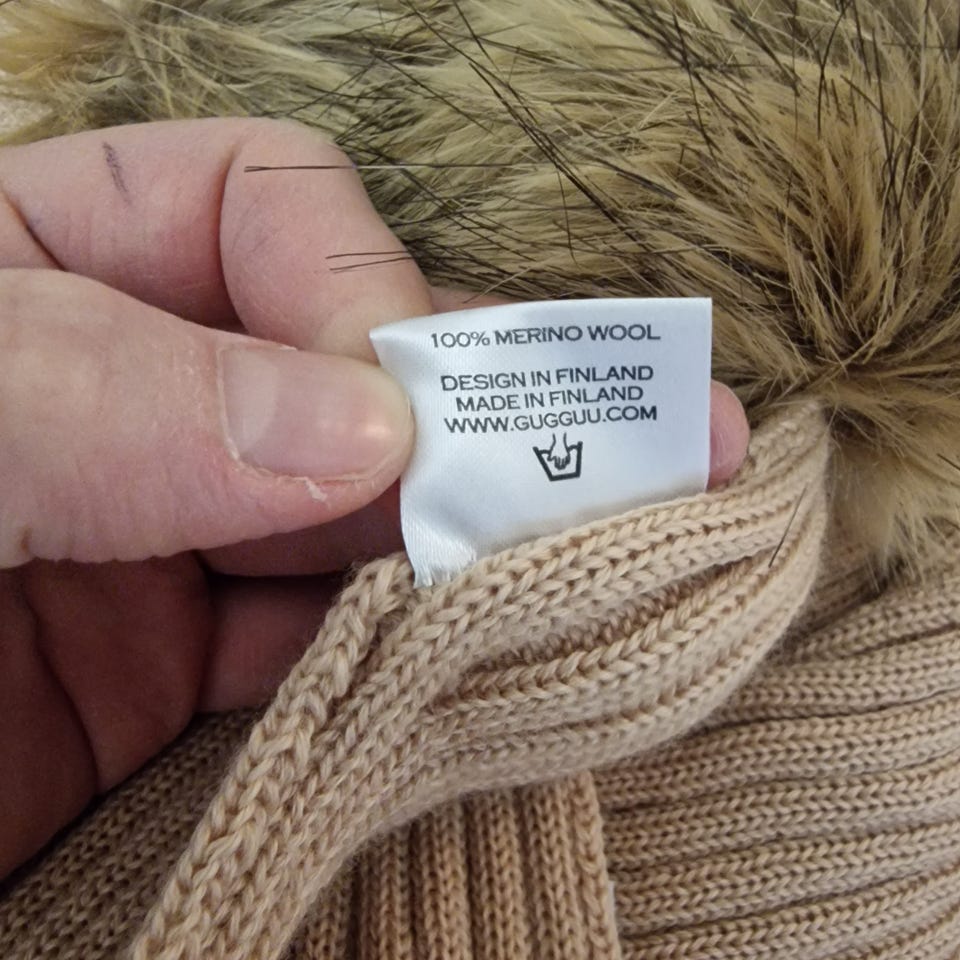 100% MERINO WOOL
DESIGN IN FINLAND
MADE IN FINLAND
WWW.GUGGUU.COM